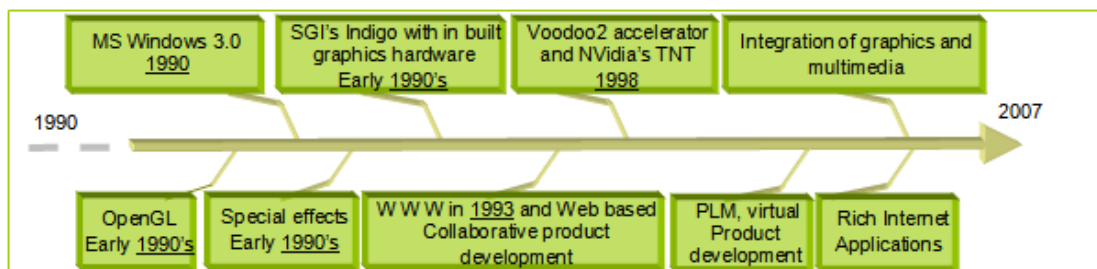 MS Windows 3.0
1990
SGI's Indigo with in built
graphics hardware
Early 1990's
Voodoo2 accelerator
and NVidia's TNT
1998
Integration of graphics and
multimedia
1990
2007
OpenGL
Early 1990's
Special effects
Early 1990's
W W W in 1993 and Web based
Collaborative product
development
PLM, virtual
Product
development
Rich Internet
Applications